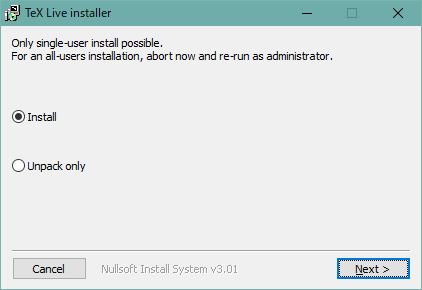 TeX Live installer
Only single-user install possible.
For an all-users installation, abort now and re-run as administrator.
Install
Unpack only
Cancel
Nullsoft Install System v3.01
Next >